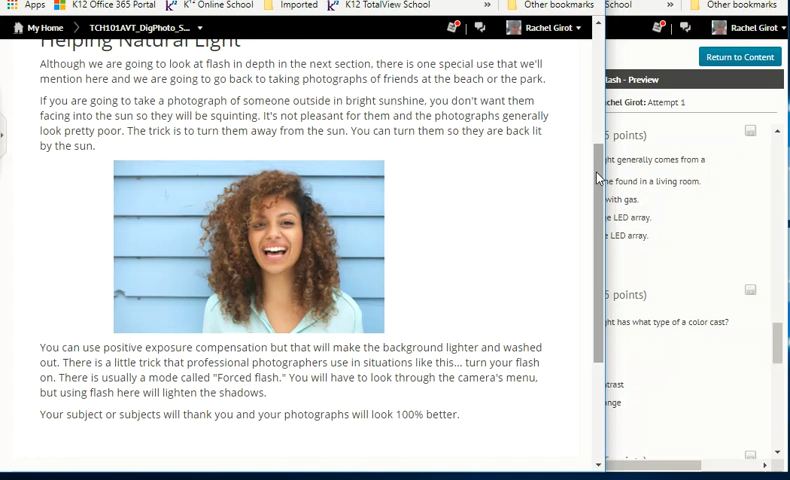 Apps K12 Office 365 Portal K¹² Online School Imported K12 TotalView School » Other bookmarks
School » Other bookmarks
My Home TCH101AVT_DigPhoto_S... Rachel Girot
Rachel Girot
Helping Natural Light
Although we are going to look at flash in depth in the next section, there is one special use that we'll
mention here and we are going to go back to taking photographs of friends at the beach or the park.
If you are going to take a photograph of someone outside in bright sunshine, you don't want them
facing into the sun so they will be squinting. It's not pleasant for them and the photographs generally
look pretty poor. The trick is to turn them away from the sun. You can turn them so they are back lit
by the sun.
You can use positive exposure compensation but that will make the background lighter and washed
out. There is a little trick that professional photographers use in situations like this... turn your flash
on. There is usually a mode called "Forced flash." You will have to look through the camera's menu,
but using flash here will lighten the shadows.
Your subject or subjects will thank you and your photographs will look 100% better.
Return to Content
lash - Preview
chel Girot: Attempt 1
5 points)
ght generally comes from a
ne found in a living room.
with gas.
e LED array.
e LED array.
5 points)
ght has what type of a color cast?
trast
nge